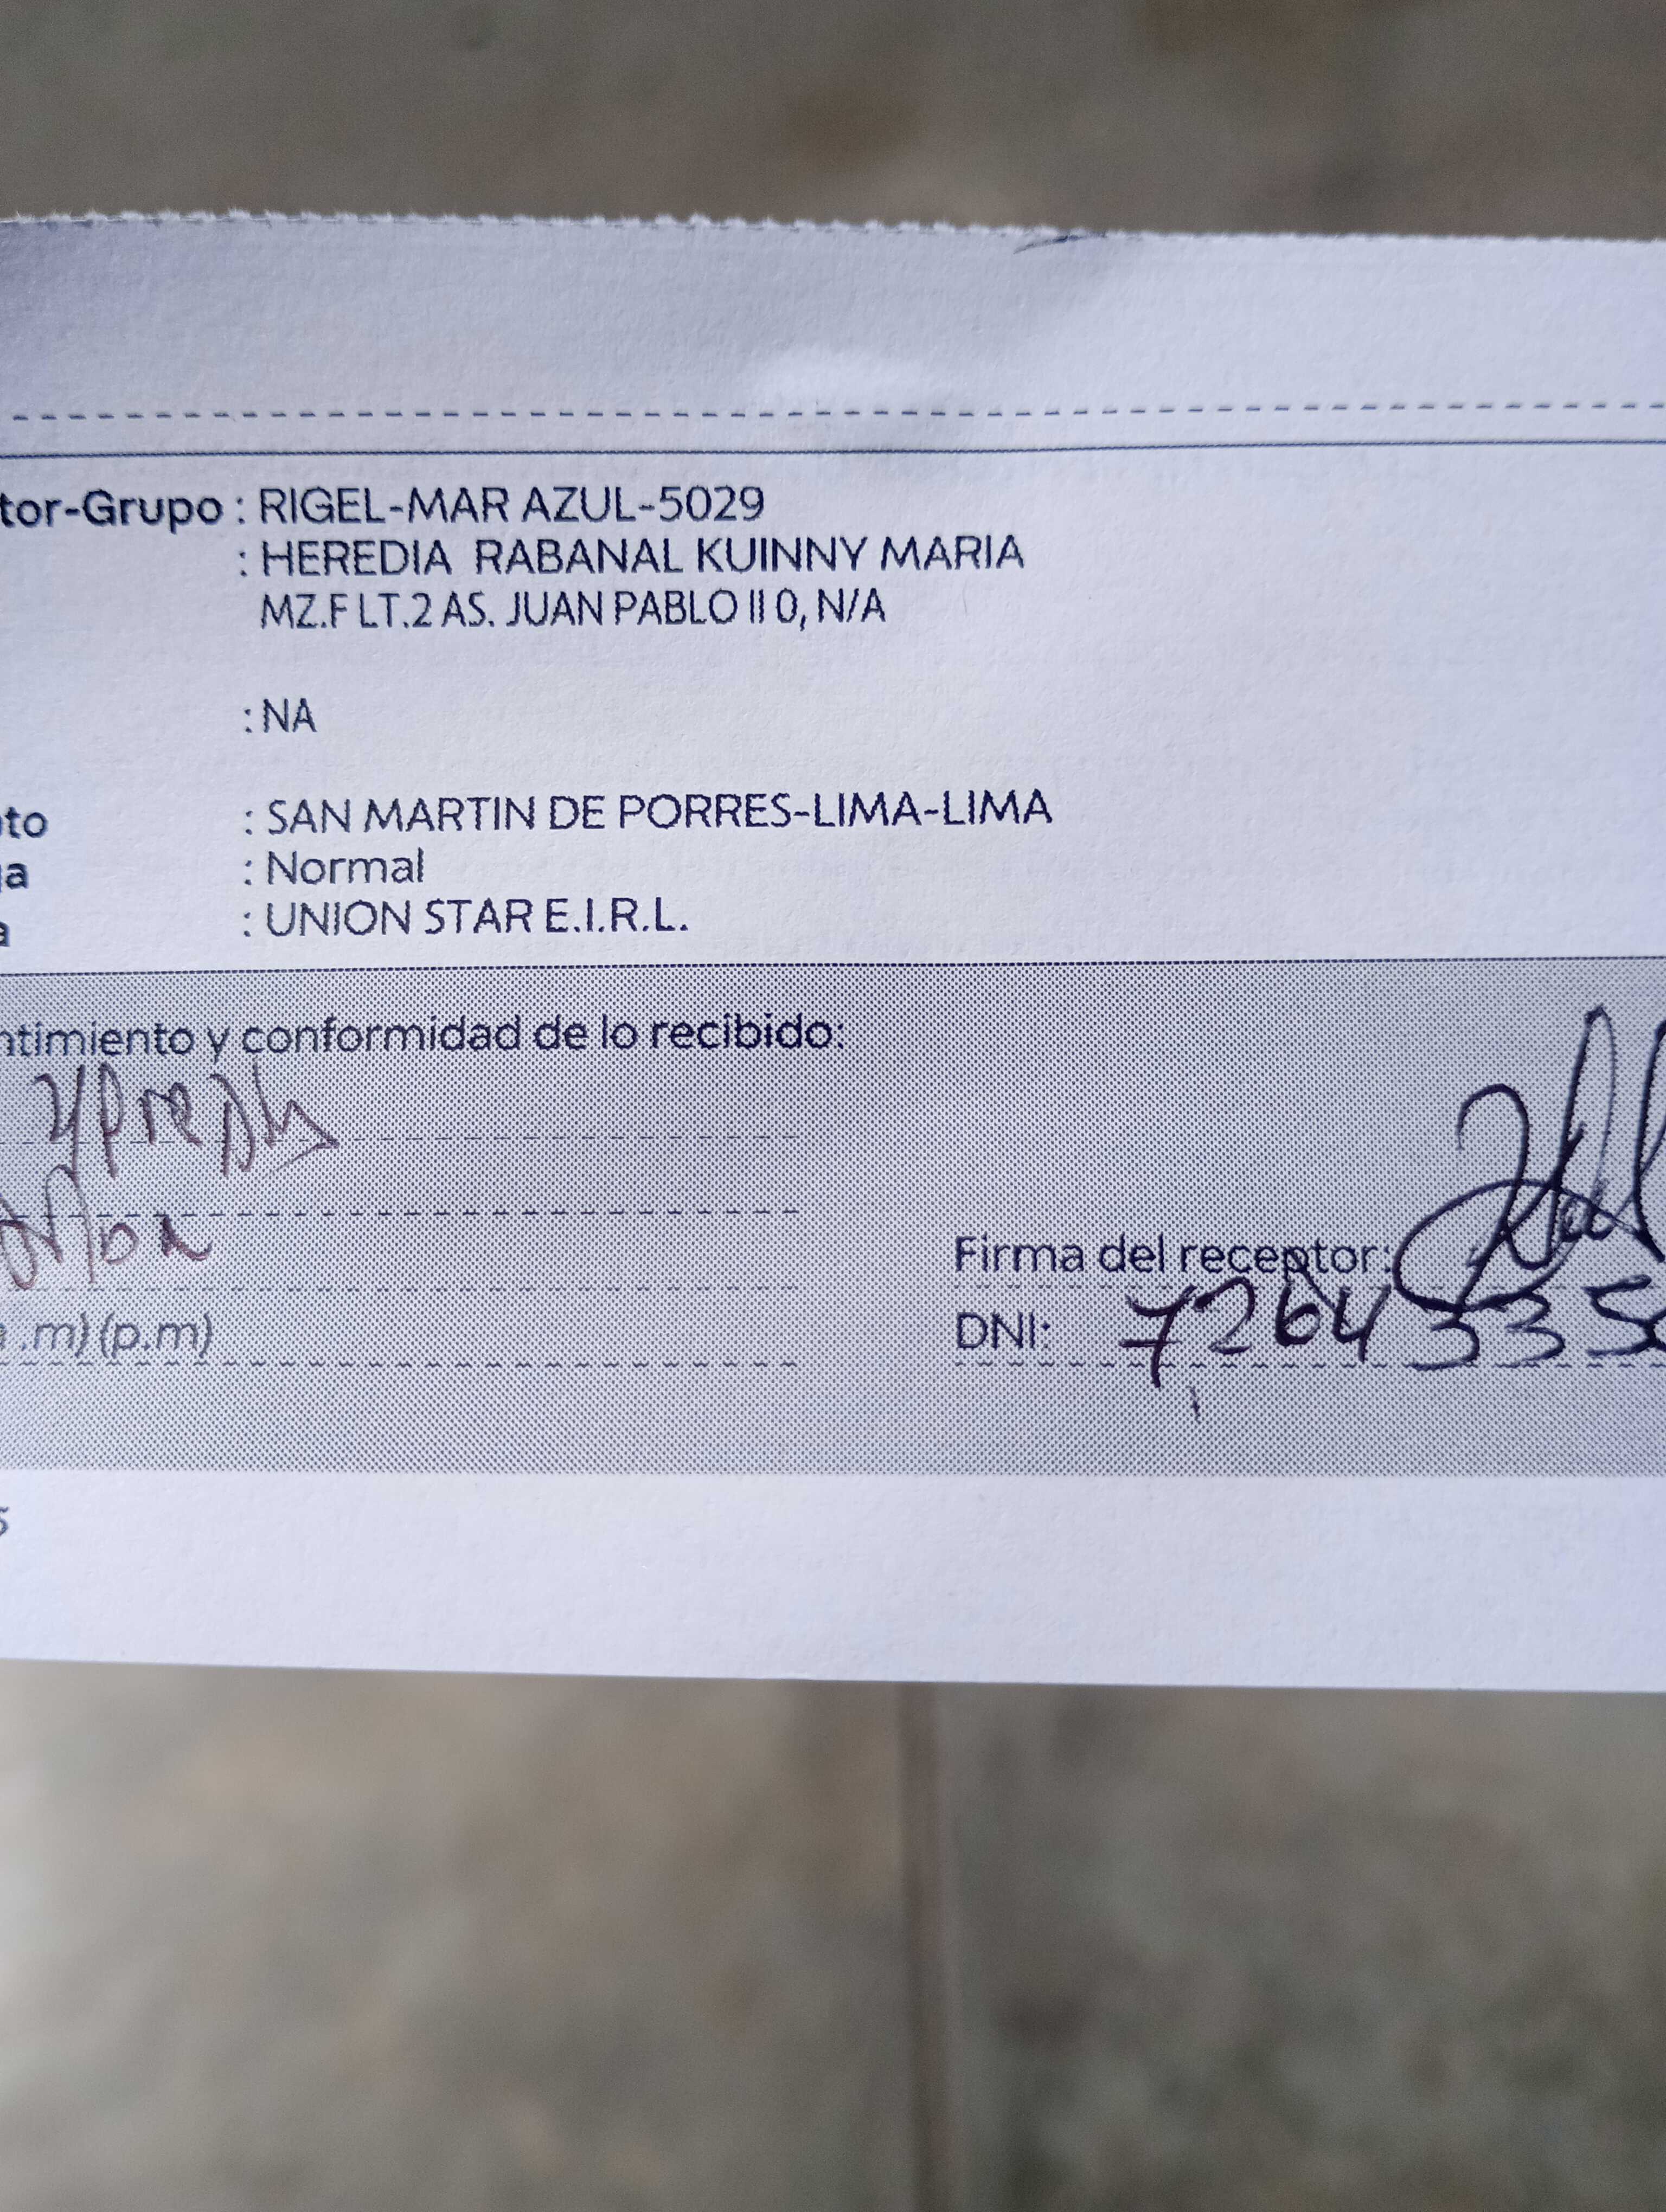 tor-Grupo : RIGEL-MAR AZUL-5029
: HEREDIA RABANAL KUINNY MARIA
MZ.F LT.2 AS. JUAN PABLO II 0, N/A
: NA
to : SAN MARTIN DE PORRES-LIMA-LIMA
a : Normal
a : UNION STAR E.I.R.L.
ntimiento y conformidad de lo recibido:
Firma del receptor:
.m) (p.m)
DNI: 7264335
5